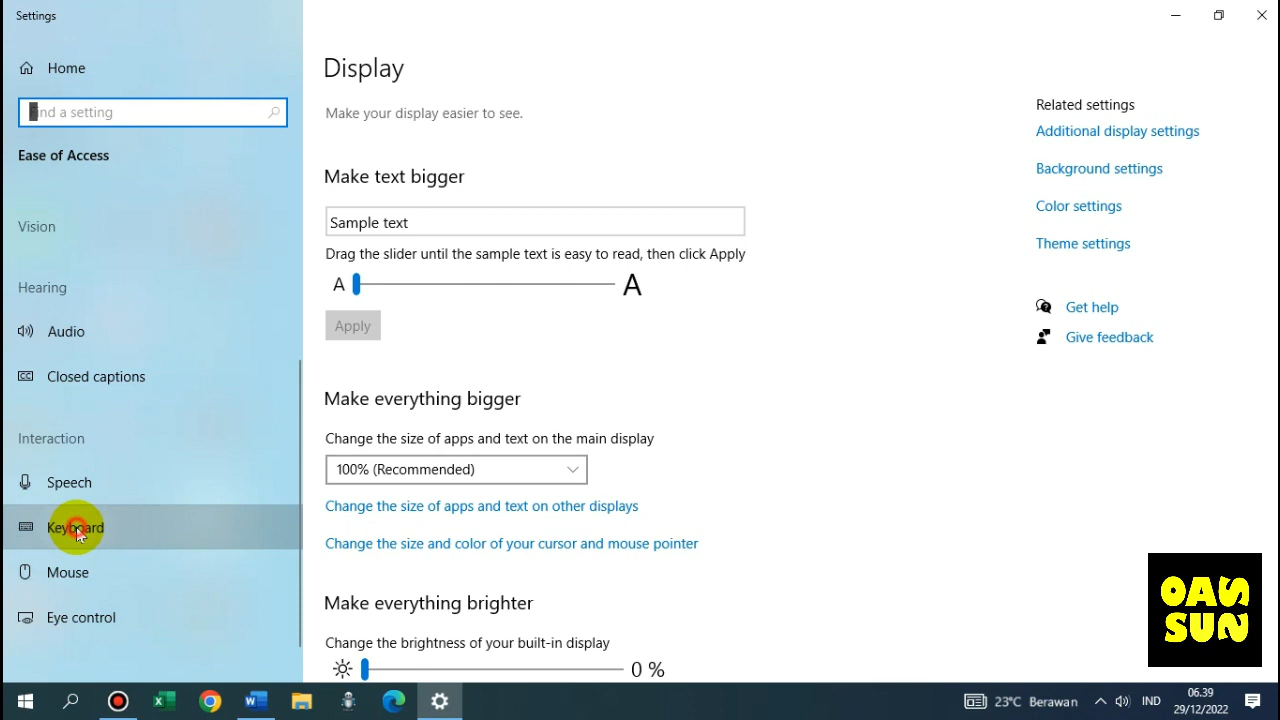 Settings
Home
Find a setting
Ease of Access
Vision
Hearing
Audio
Closed captions
Interaction
Speech
Keyboard
Mouse
Eye control
Display
Make your display easier to see.
Make text bigger
Sample text
Drag the slider until the sample text is easy to read, then click Apply
A A
Apply
Make everything bigger
Change the size of apps and text on the main display
100% (Recommended)
Change the size of apps and text on other displays
Change the size and color of your cursor and mouse pointer
Make everything brighter
Change the brightness of your built-in display
0 %
Related settings
Additional display settings
Background settings
Color settings
Theme settings
Get help
Give feedback
OAS
SUN
23°C Berawan
IND
06.39
29/12/2022